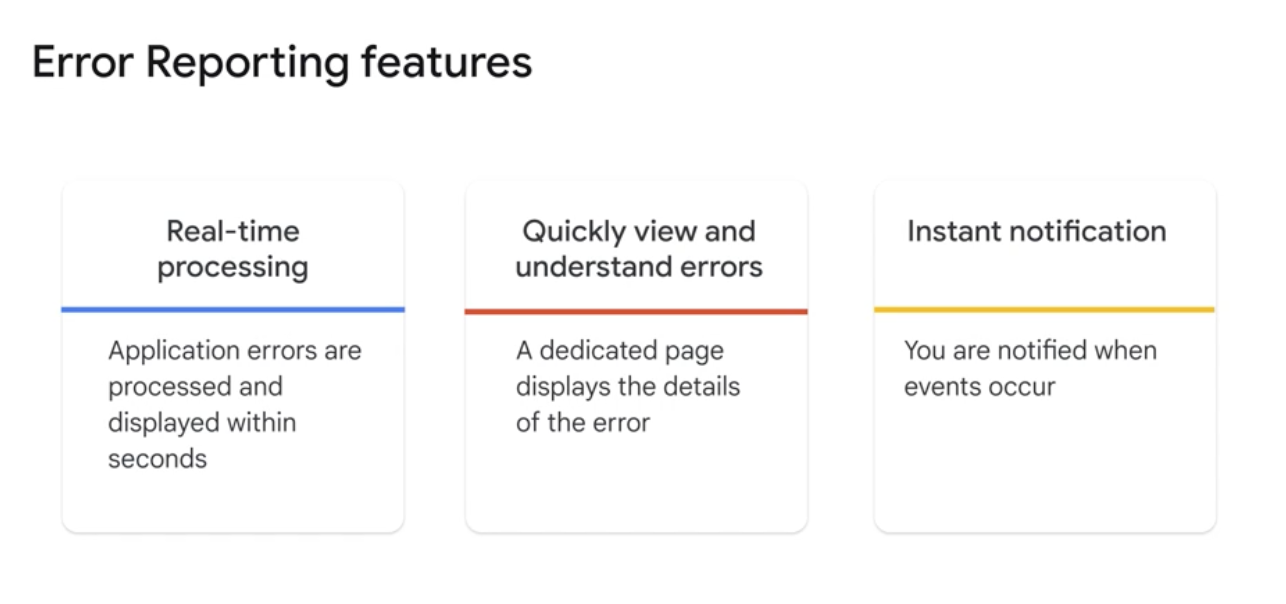 Error Reporting features
Real-time
processing
Application errors are
processed and
displayed within
seconds
Quickly view and
understand errors
A dedicated page
displays the details
of the error
Instant notification
You are notified when
events occur